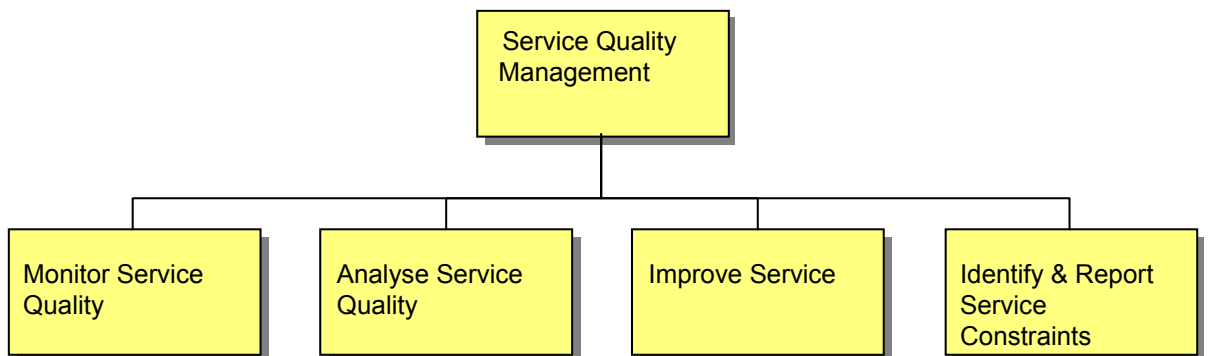 Service Quality
Management
Monitor Service
Quality
Analyse Service
Quality
Improve Service
Identify & Report
Service
Constraints